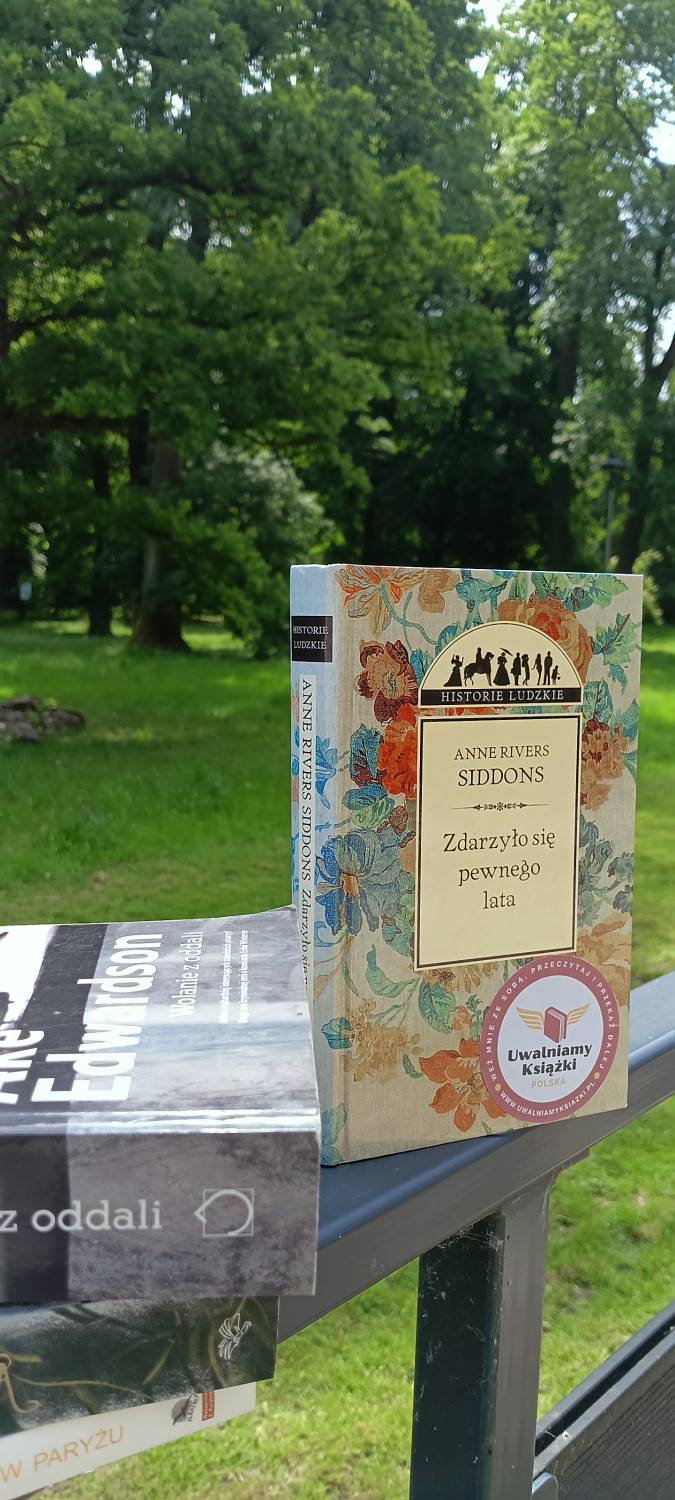 HISTORIE
LUDZKIE
ANNE RIVERS SIDDONS Zdarzyło się
HISTORIE LUDZKIE
ANNE RIVERS
SIDDONS
Zdarzyło się
pewnego
lata
WEŹ MNIE ZE SOBĄ, PRZECZYTAJ I PRZEKAŻ DALEJ
Uwalniamy
Książki
POLSKA
WWW.UWALNIAMYKSIAZKI.PL
Åke
Edwardson
Wołanie z oddali
z oddali
W PARYŻU